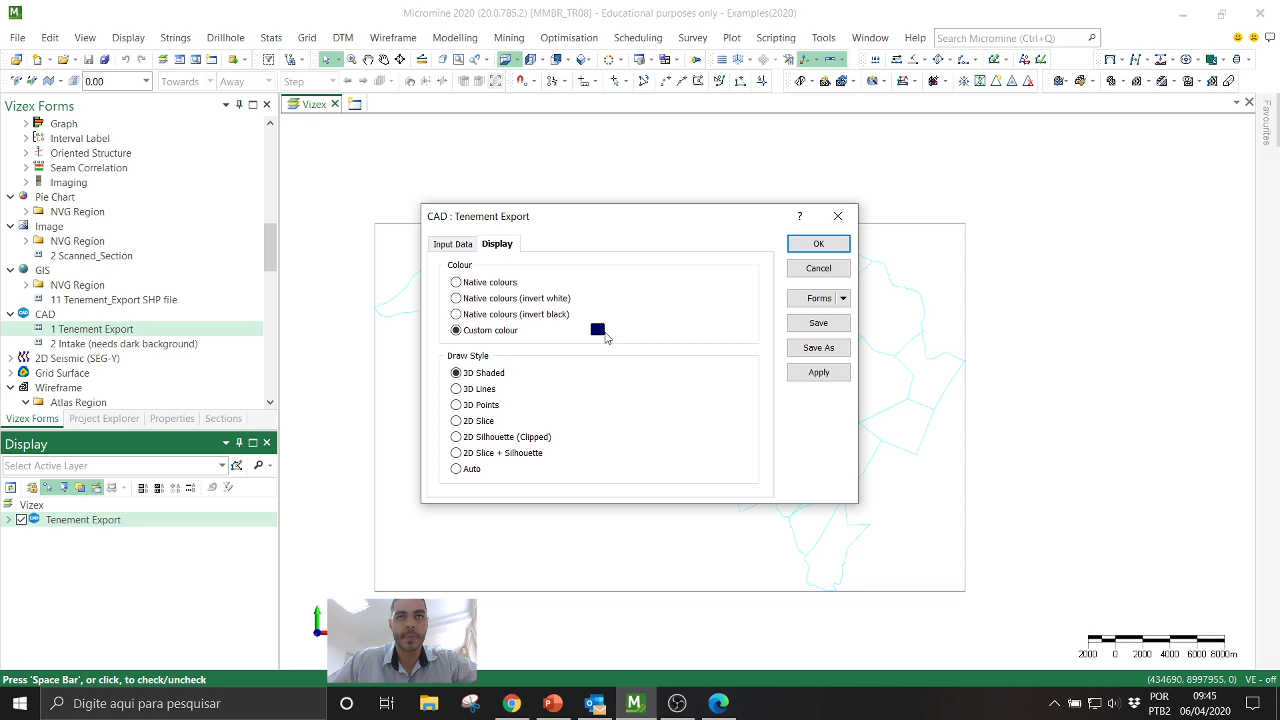 Micromine 2020 (20.0.785.2) [MMBR_TR08] - Educational purposes only - Examples(2020)
File Edit View Display Strings Drillhole Stats Grid DTM Wireframe Modelling Mining Optimisation Scheduling Survey Plot Scripting Tools Window Help Search Micromine (Ctrl+Q)
0.00 Towards Away Step
Vizex Forms
Vizex
Favourites
Graph
Interval Label
Oriented Structure
Seam Correlation
Imaging
Pie Chart
NVG Region
Image
NVG Region
2 Scanned_Section
GIS
NVG Region
11 Tenement_Export SHP file
CAD
1 Tenement Export
2 Intake (needs dark background)
2D Seismic (SEG-Y)
Grid Surface
Wireframe
Atlas Region
Vizex Forms Project Explorer Properties Sections
Display
Select Active Layer
Vizex
Tenement Export
CAD : Tenement Export
?
Input Data Display
Colour
Native colours
Native colours (invert white)
Native colours (invert black)
Custom colour
Draw Style
3D Shaded
3D Lines
3D Points
2D Slice
2D Silhouette (Clipped)
2D Slice + Silhouette
Auto
OK
Cancel
Forms
Save
Save As
Apply
2000 0 2000 4000 6000 8000m
Press 'Space Bar', or click, to check/uncheck
(434690, 8997955, 0) VE - off
Digite aqui para pesquisar
POR
PTB2
09:45
06/04/2020